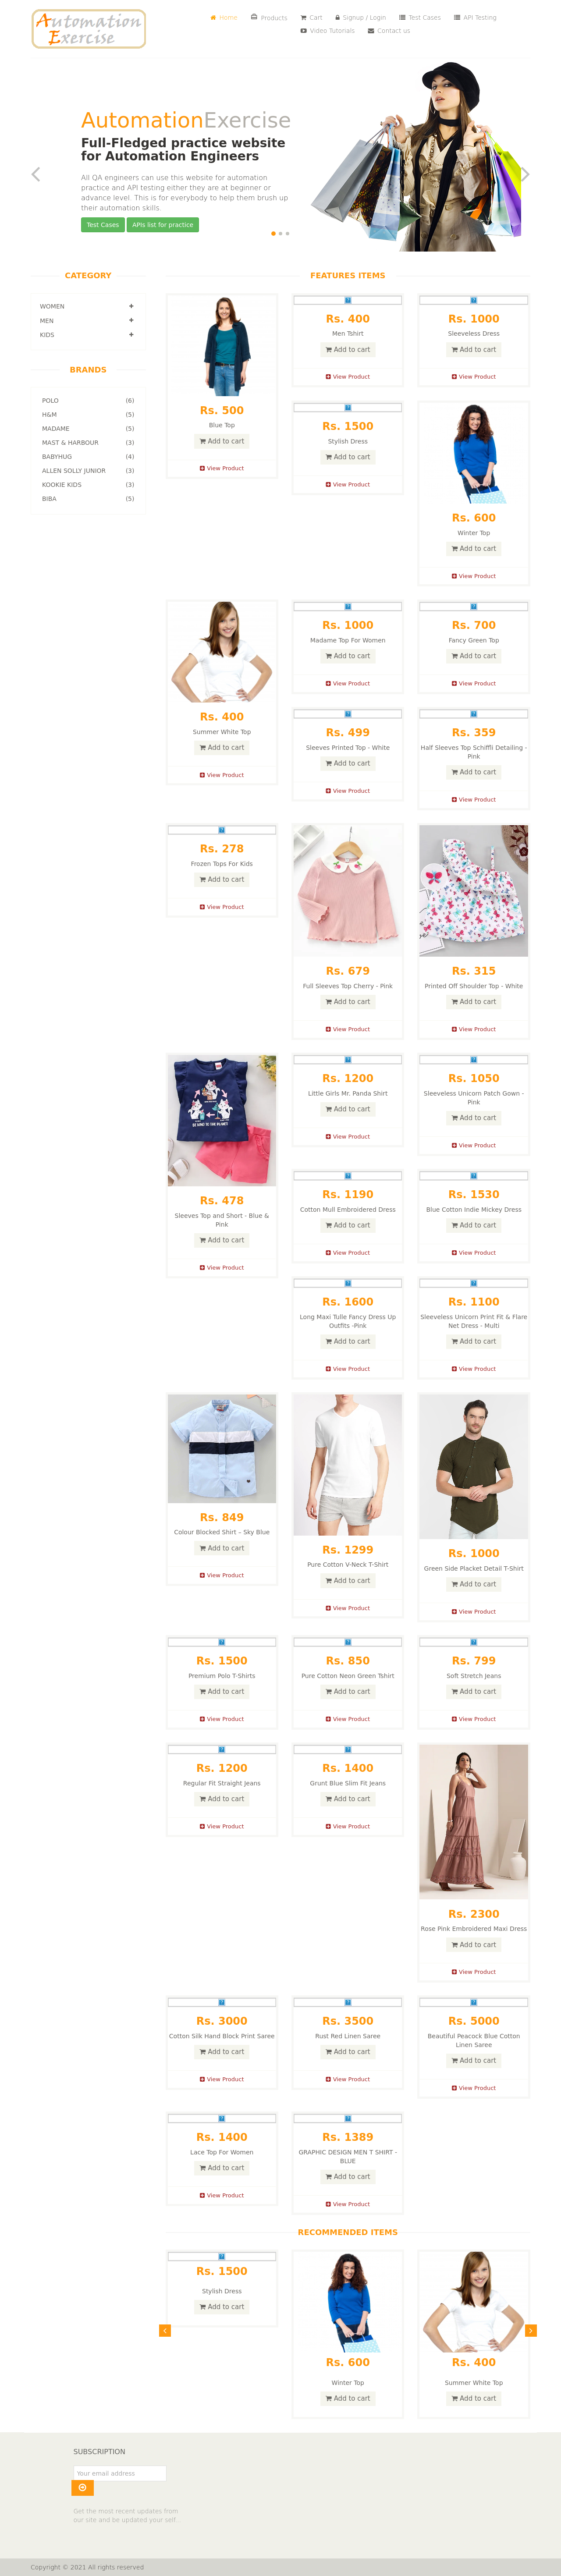 Automation
Exercise
Home
Products
Cart
Signup / Login
Test Cases
API Testing
Video Tutorials
Contact us
AutomationExercise
Full-Fledged practice website
for Automation Engineers
All QA engineers can use this website for automation
practice and API testing either they are at beginner or
advance level. This is for everybody to help them brush up
their automation skills.
Test Cases
APIs list for practice
CATEGORY
WOMEN
MEN
KIDS
BRANDS
POLO (6)
H&M (5)
MADAME (5)
MAST & HARBOUR (3)
BABYHUG (4)
ALLEN SOLLY JUNIOR (3)
KOOKIE KIDS (3)
BIBA (5)
FEATURES ITEMS
Rs. 500
Blue Top
Add to cart
View Product
Rs. 400
Men Tshirt
Add to cart
View Product
Rs. 1000
Sleeveless Dress
Add to cart
View Product
Rs. 1500
Stylish Dress
Add to cart
View Product
Rs. 600
Winter Top
Add to cart
View Product
Rs. 400
Summer White Top
Add to cart
View Product
Rs. 1000
Madame Top For Women
Add to cart
View Product
Rs. 700
Fancy Green Top
Add to cart
View Product
Rs. 499
Sleeves Printed Top - White
Add to cart
View Product
Rs. 359
Half Sleeves Top Schiffli Detailing -
Pink
Add to cart
View Product
Rs. 278
Frozen Tops For Kids
Add to cart
View Product
Rs. 679
Full Sleeves Top Cherry - Pink
Add to cart
View Product
Rs. 315
Printed Off Shoulder Top - White
Add to cart
View Product
Rs. 478
Sleeves Top and Short - Blue &
Pink
Add to cart
View Product
Rs. 1200
Little Girls Mr. Panda Shirt
Add to cart
View Product
Rs. 1050
Sleeveless Unicorn Patch Gown -
Pink
Add to cart
View Product
Rs. 1190
Cotton Mull Embroidered Dress
Add to cart
View Product
Rs. 1530
Blue Cotton Indie Mickey Dress
Add to cart
View Product
Rs. 1600
Long Maxi Tulle Fancy Dress Up
Outfits -Pink
Add to cart
View Product
Rs. 1100
Sleeveless Unicorn Print Fit & Flare
Net Dress - Multi
Add to cart
View Product
Rs. 849
Colour Blocked Shirt – Sky Blue
Add to cart
View Product
Rs. 1299
Pure Cotton V-Neck T-Shirt
Add to cart
View Product
Rs. 1000
Green Side Placket Detail T-Shirt
Add to cart
View Product
Rs. 1500
Premium Polo T-Shirts
Add to cart
View Product
Rs. 850
Pure Cotton Neon Green Tshirt
Add to cart
View Product
Rs. 799
Soft Stretch Jeans
Add to cart
View Product
Rs. 1200
Regular Fit Straight Jeans
Add to cart
View Product
Rs. 1400
Grunt Blue Slim Fit Jeans
Add to cart
View Product
Rs. 2300
Rose Pink Embroidered Maxi Dress
Add to cart
View Product
Rs. 3000
Cotton Silk Hand Block Print Saree
Add to cart
View Product
Rs. 3500
Rust Red Linen Saree
Add to cart
View Product
Rs. 5000
Beautiful Peacock Blue Cotton
Linen Saree
Add to cart
View Product
Rs. 1400
Lace Top For Women
Add to cart
View Product
Rs. 1389
GRAPHIC DESIGN MEN T SHIRT -
BLUE
Add to cart
View Product
RECOMMENDED ITEMS
Rs. 1500
Stylish Dress
Add to cart
Rs. 600
Winter Top
Add to cart
Rs. 400
Summer White Top
Add to cart
SUBSCRIPTION
Your email address
Get the most recent updates from
our site and be updated your self...
Copyright © 2021 All rights reserved